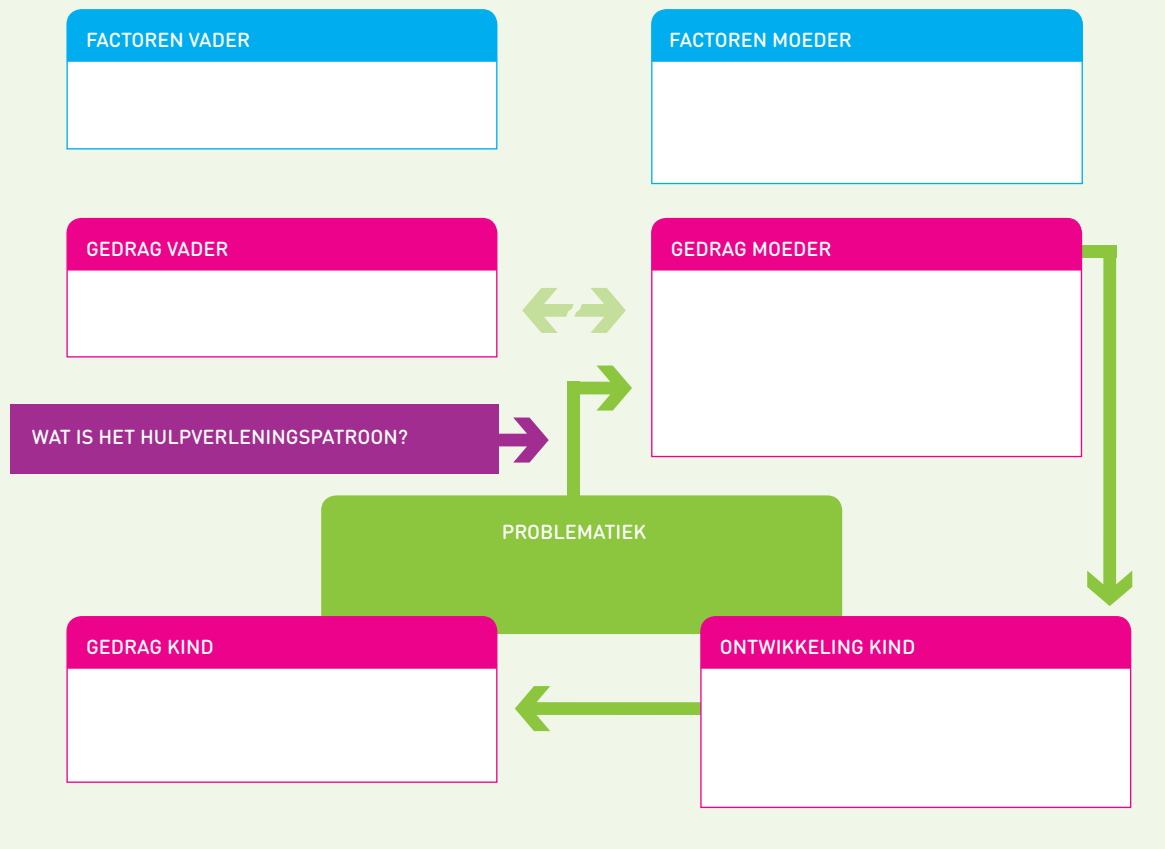 FACTOREN VADER
FACTOREN MOEDER
GEDRAG VADER
GEDRAG MOEDER
WAT IS HET HULPVERLENINGSPATROON?
PROBLEMATIEK
GEDRAG KIND
ONTWIKKELING KIND